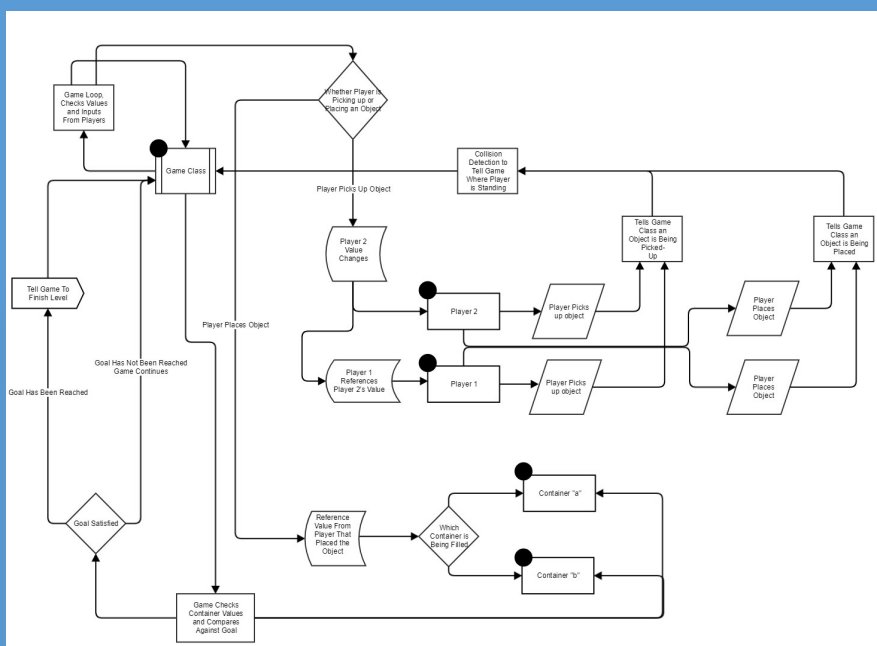 Whether Player is
Picking up or
Placing an Object
Game Loop,
Checks Values
and Inputs
From Players
Game Class
Collision
Detection to
Tell Game
Where Player
is Standing
Player Picks Up Object
Player 2
Value
Changes
Tells Game
Class an
Object is Being
Picked-
Up
Tells Game
Class an
Object is Being
Placed
Tell Game To
Finish Level
Player 2
Player Picks
up object
Player
Places
Object
Player Places Object
Goal Has Not Been Reached
Game Continues
Goal Has Been Reached
Player 1
References
Player 2's Value
Player 1
Player Picks
up object
Player
Places
Object
Goal Satisfied
Reference
Value From
Player That
Placed the
Object
Which
Container is
Being Filled
Container "a"
Container "b"
Game Checks
Container Values
and Compares
Against Goal